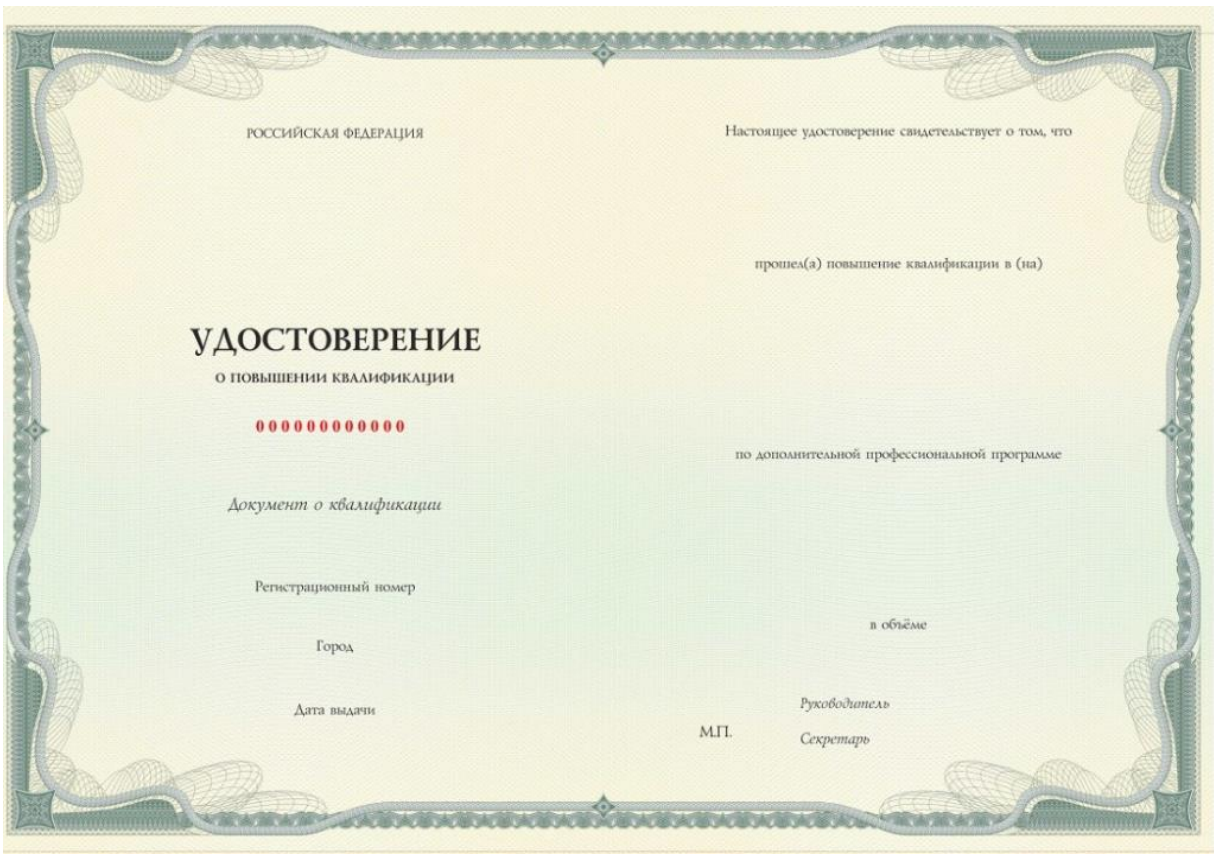 РОССИЙСКАЯ ФЕДЕРАЦИЯ
УДОСТОВЕРЕНИЕ
О ПОВЫШЕНИИ КВАЛИФИКАЦИИ
000000000000
Документ о квалификации
Регистрационный номер
Город
Дата выдачи
Настоящее удостоверение свидетельствует о том, что
прошел(а) повышение квалификации в (на)
по дополнительной профессиональной программе
в объёме
М.П.
Руководитель
Секретарь